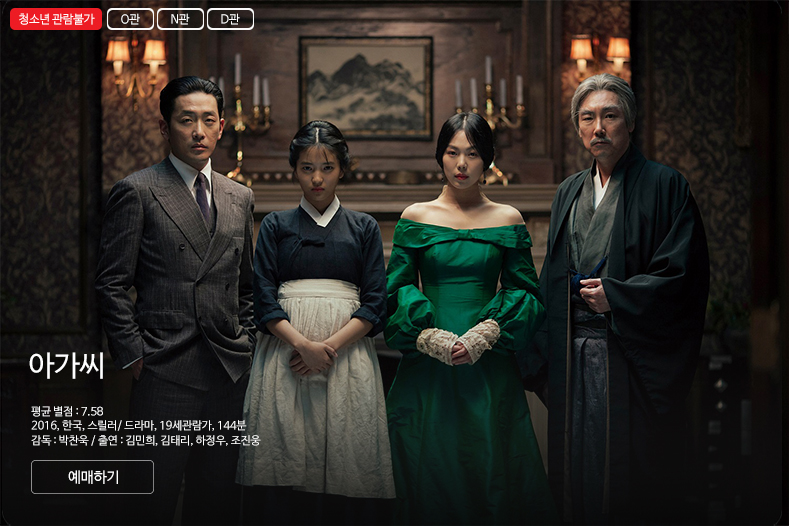 청소년 관람불가 O관 N관 D관
아가씨
평균 별점 : 7.58
2016, 한국, 스릴러/ 드라마, 19세관람가, 144분
감독 : 박찬욱 / 출연 : 김민희, 김태리, 하정우, 조진웅
예매하기